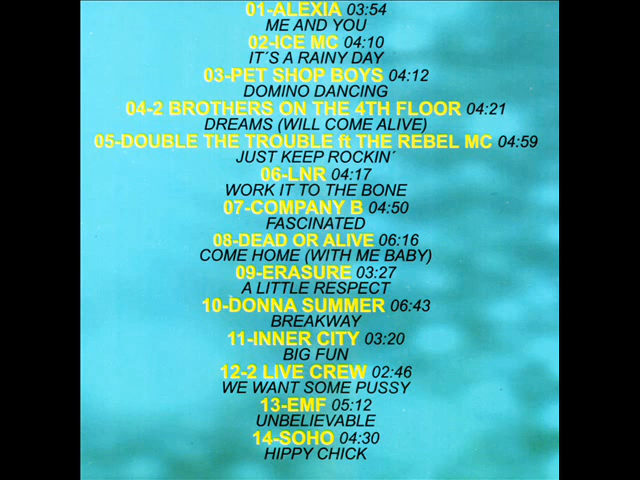 01-ALEXIA 03:54
ME AND YOU
02-ICE MC 04:10
IT´S A RAINY DAY
03-PET SHOP BOYS 04:12
DOMINO DANCING
04-2 BROTHERS ON THE 4TH FLOOR 04:21
DREAMS (WILL COME ALIVE)
05-DOUBLE THE TROUBLE ft THE REBEL MC 04:59
JUST KEEP ROCKIN´
06-LNR 04:17
WORK IT TO THE BONE
07-COMPANY B 04:50
FASCINATED
08-DEAD OR ALIVE 06:16
COME HOME (WITH ME BABY)
09-ERASURE 03:27
A LITTLE RESPECT
10-DONNA SUMMER 06:43
BREAKWAY
11-INNER CITY 03:20
BIG FUN
12-2 LIVE CREW 02:46
WE WANT SOME PUSSY
13-EMF 05:12
UNBELIEVABLE
14-SOHO 04:30
HIPPY CHICK